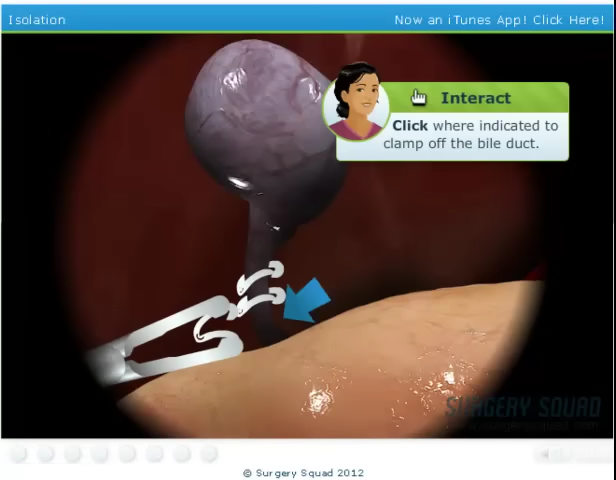 Isolation
Now an iTunes App! Click Here!
Interact
Click where indicated to
clamp off the bile duct.
SURGERY SQUAD
© Surgery Squad 2012